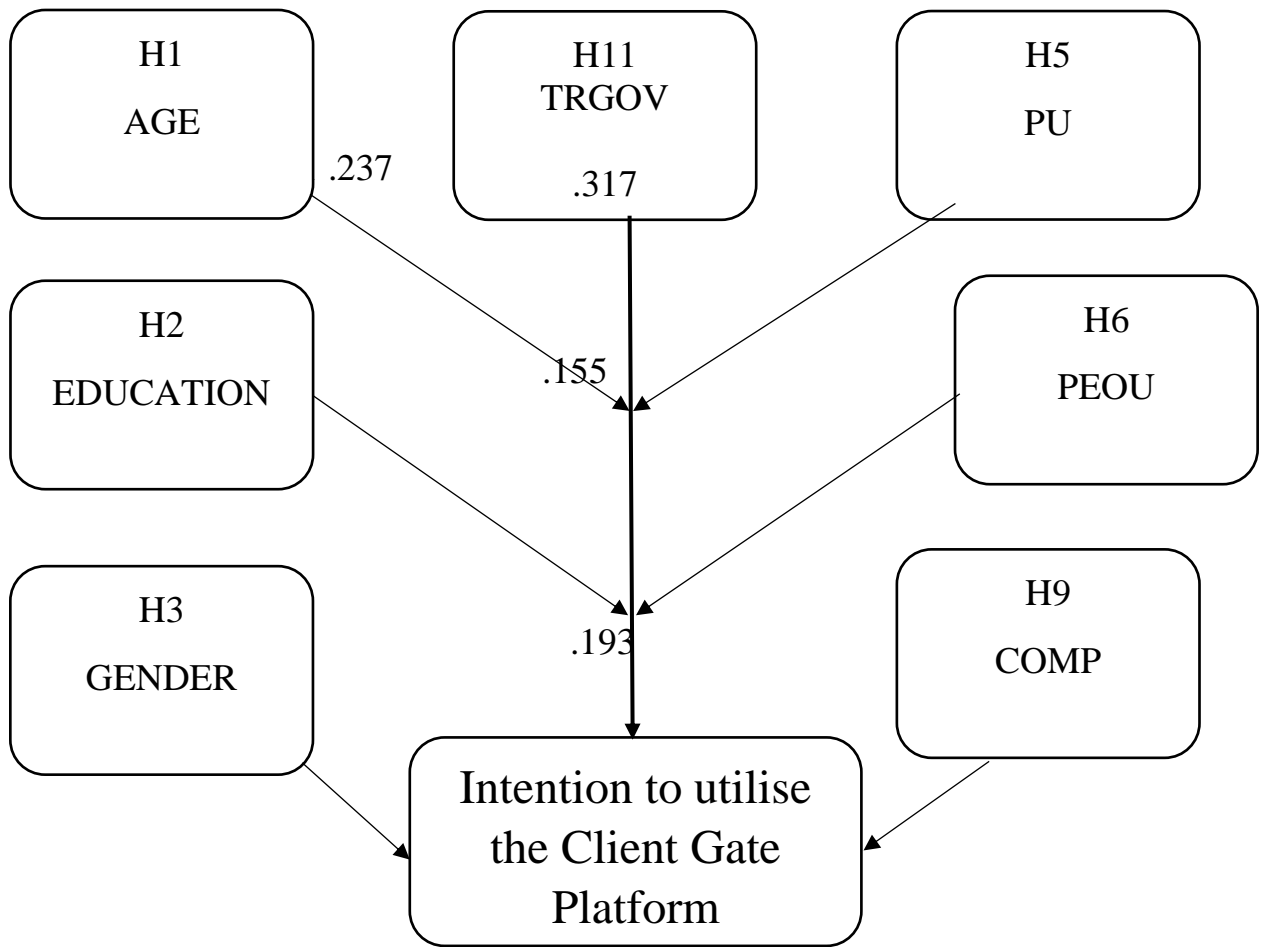 H1
AGE
.237
H11
TRGOV
.317
H5
PU
H2
EDUCATION
.155
H6
PEOU
H3
GENDER
.193
H9
COMP
Intention to utilise
the Client Gate
Platform